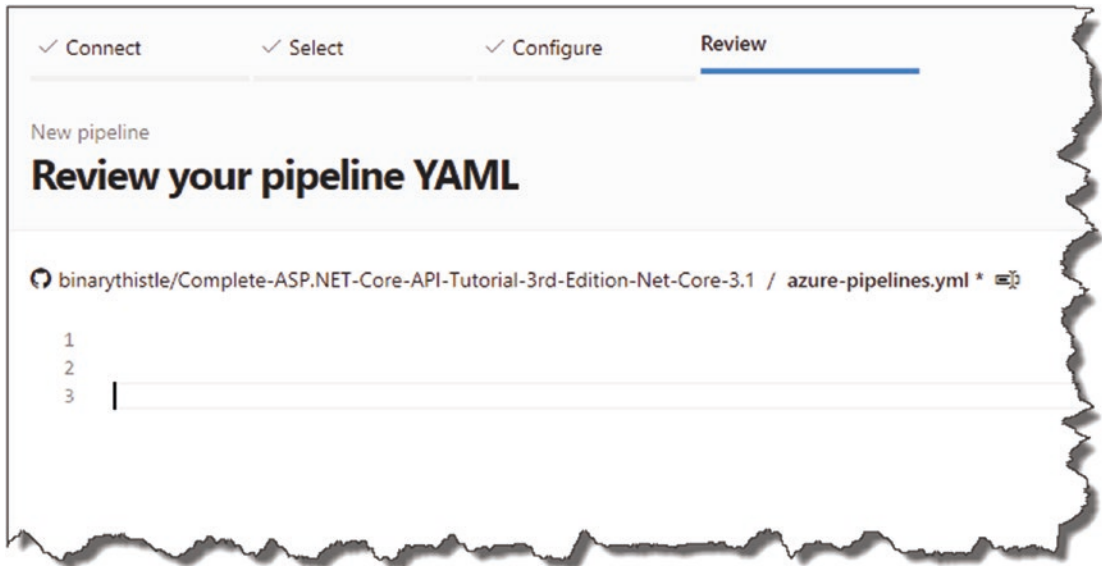 Connect Select Configure Review
New pipeline
Review your pipeline YAML
binarythistle/Complete-ASP.NET-Core-API-Tutorial-3rd-Edition-Net-Core-3.1 / azure-pipelines.yml *
1
2
3